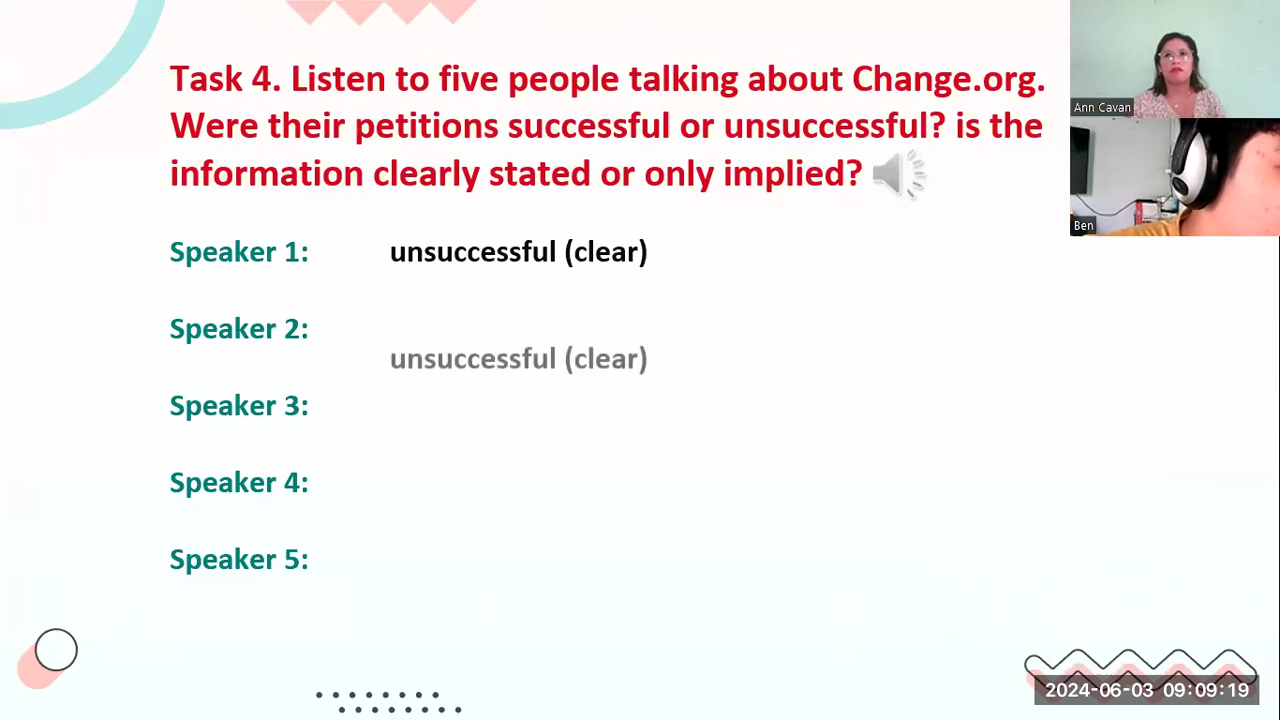 Task 4. Listen to five people talking about Change.org.
Were their petitions successful or unsuccessful? is the
information clearly stated or only implied?
Ann Cavan
Ben
Speaker 1: unsuccessful (clear)
Speaker 2:
unsuccessful (clear)
Speaker 3:
Speaker 4:
Speaker 5:
2024-06-03 09:09:19